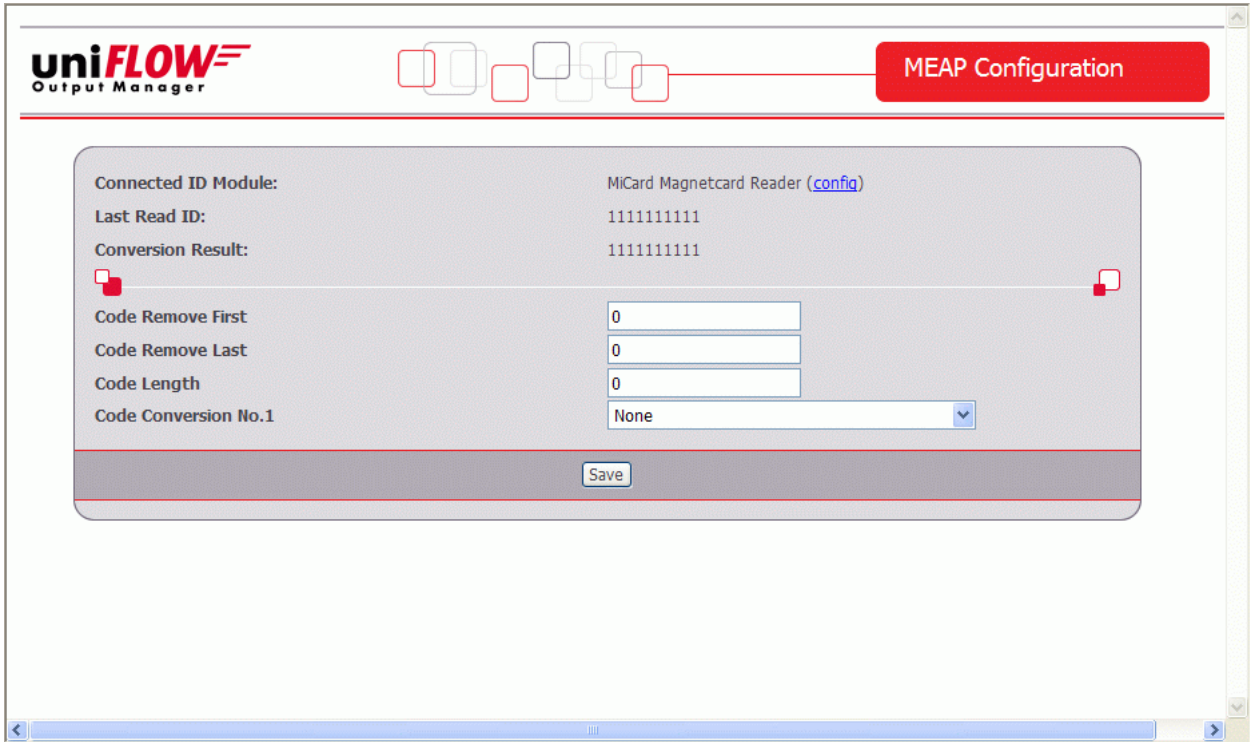 uniFLOW
Output Manager
MEAP Configuration
Connected ID Module: MiCard Magnetcard Reader (config)
Last Read ID: 1111111111
Conversion Result: 1111111111
Code Remove First 0
Code Remove Last 0
Code Length 0
Code Conversion No.1 None
Save